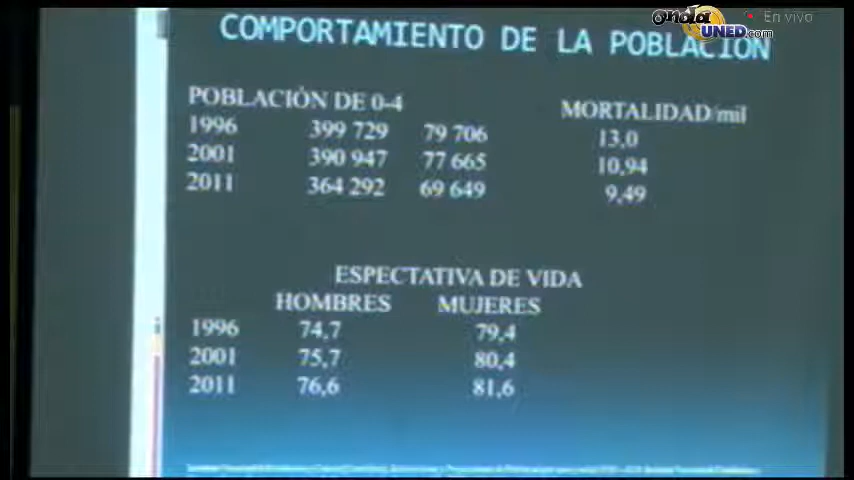 onda UNED.com
En vivo
COMPORTAMIENTO DE LA POBLACIÓN
POBLACIÓN DE 0-4 MORTALIDAD/mil
1996 399 729 79 706 13,0
2001 390 947 77 665 10,94
2011 364 292 69 649 9,49
ESPECTATIVA DE VIDA
HOMBRES MUJERES
1996 74,7 79,4
2001 75,7 80,4
2011 76,6 81,6